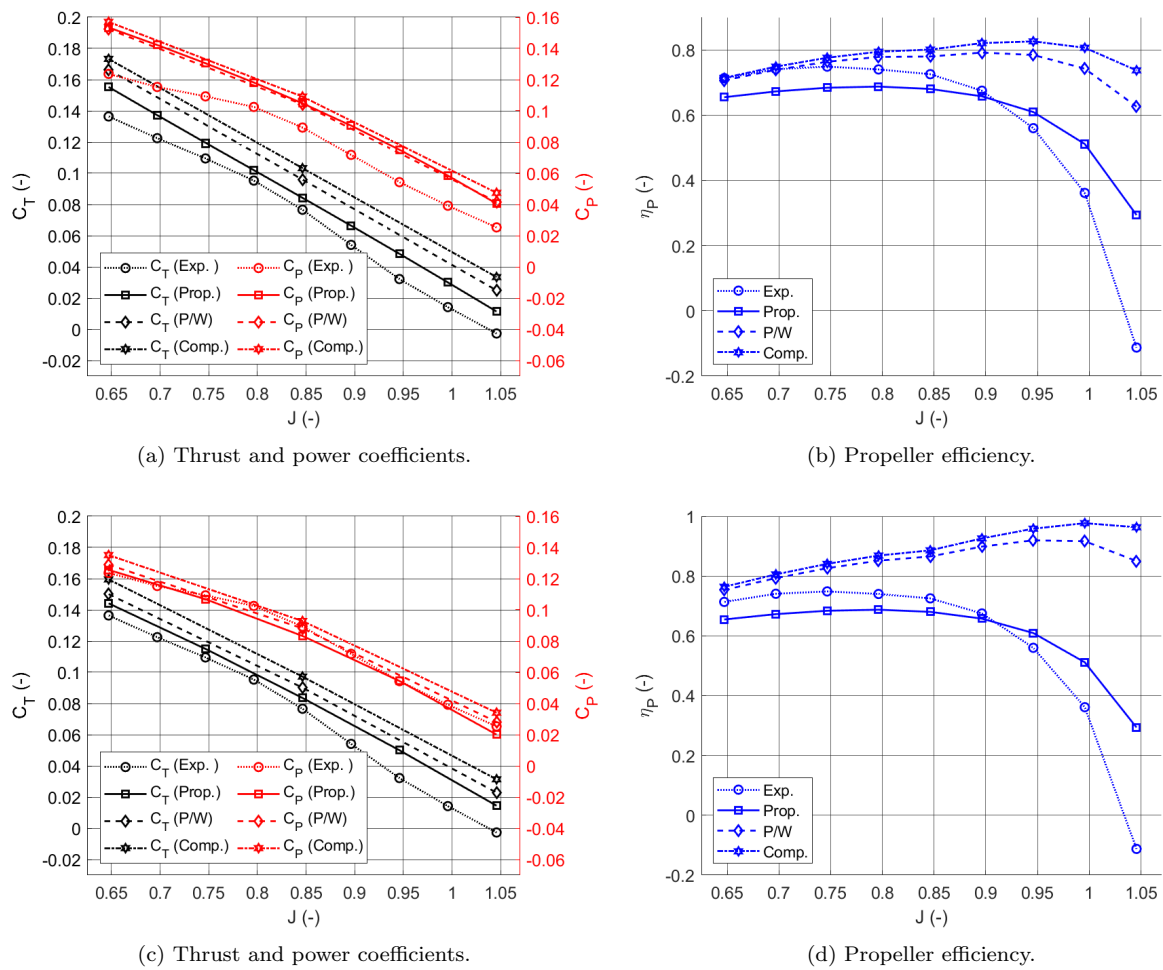 0.2
0.18
0.16
0.14
0.12
0.1
0.08
0.06
0.04
0.02
0
-0.02
C_T (-)
0.16
0.14
0.12
0.1
0.08
0.06
0.04
0.02
0
-0.02
-0.04
-0.06
C_P (-)
C_T (Exp. ) C_P (Exp. )
C_T (Prop.) C_P (Prop.)
C_T (P/W) C_P (P/W)
C_T (Comp.) C_P (Comp.)
0.65 0.7 0.75 0.8 0.85 0.9 0.95 1 1.05
J (-)
(a) Thrust and power coefficients.
0.8
0.6
0.4
0.2
0
-0.2
η_P (-)
Exp.
Prop.
P/W
Comp.
0.65 0.7 0.75 0.8 0.85 0.9 0.95 1 1.05
J (-)
(b) Propeller efficiency.
0.2
0.18
0.16
0.14
0.12
0.1
0.08
0.06
0.04
0.02
0
-0.02
C_T (-)
0.16
0.14
0.12
0.1
0.08
0.06
0.04
0.02
0
-0.02
-0.04
-0.06
C_P (-)
C_T (Exp. ) C_P (Exp. )
C_T (Prop.) C_P (Prop.)
C_T (P/W) C_P (P/W)
C_T (Comp.) C_P (Comp.)
0.65 0.7 0.75 0.8 0.85 0.9 0.95 1 1.05
J (-)
(c) Thrust and power coefficients.
1
0.8
0.6
0.4
0.2
0
-0.2
η_P (-)
Exp.
Prop.
P/W
Comp.
0.65 0.7 0.75 0.8 0.85 0.9 0.95 1 1.05
J (-)
(d) Propeller efficiency.